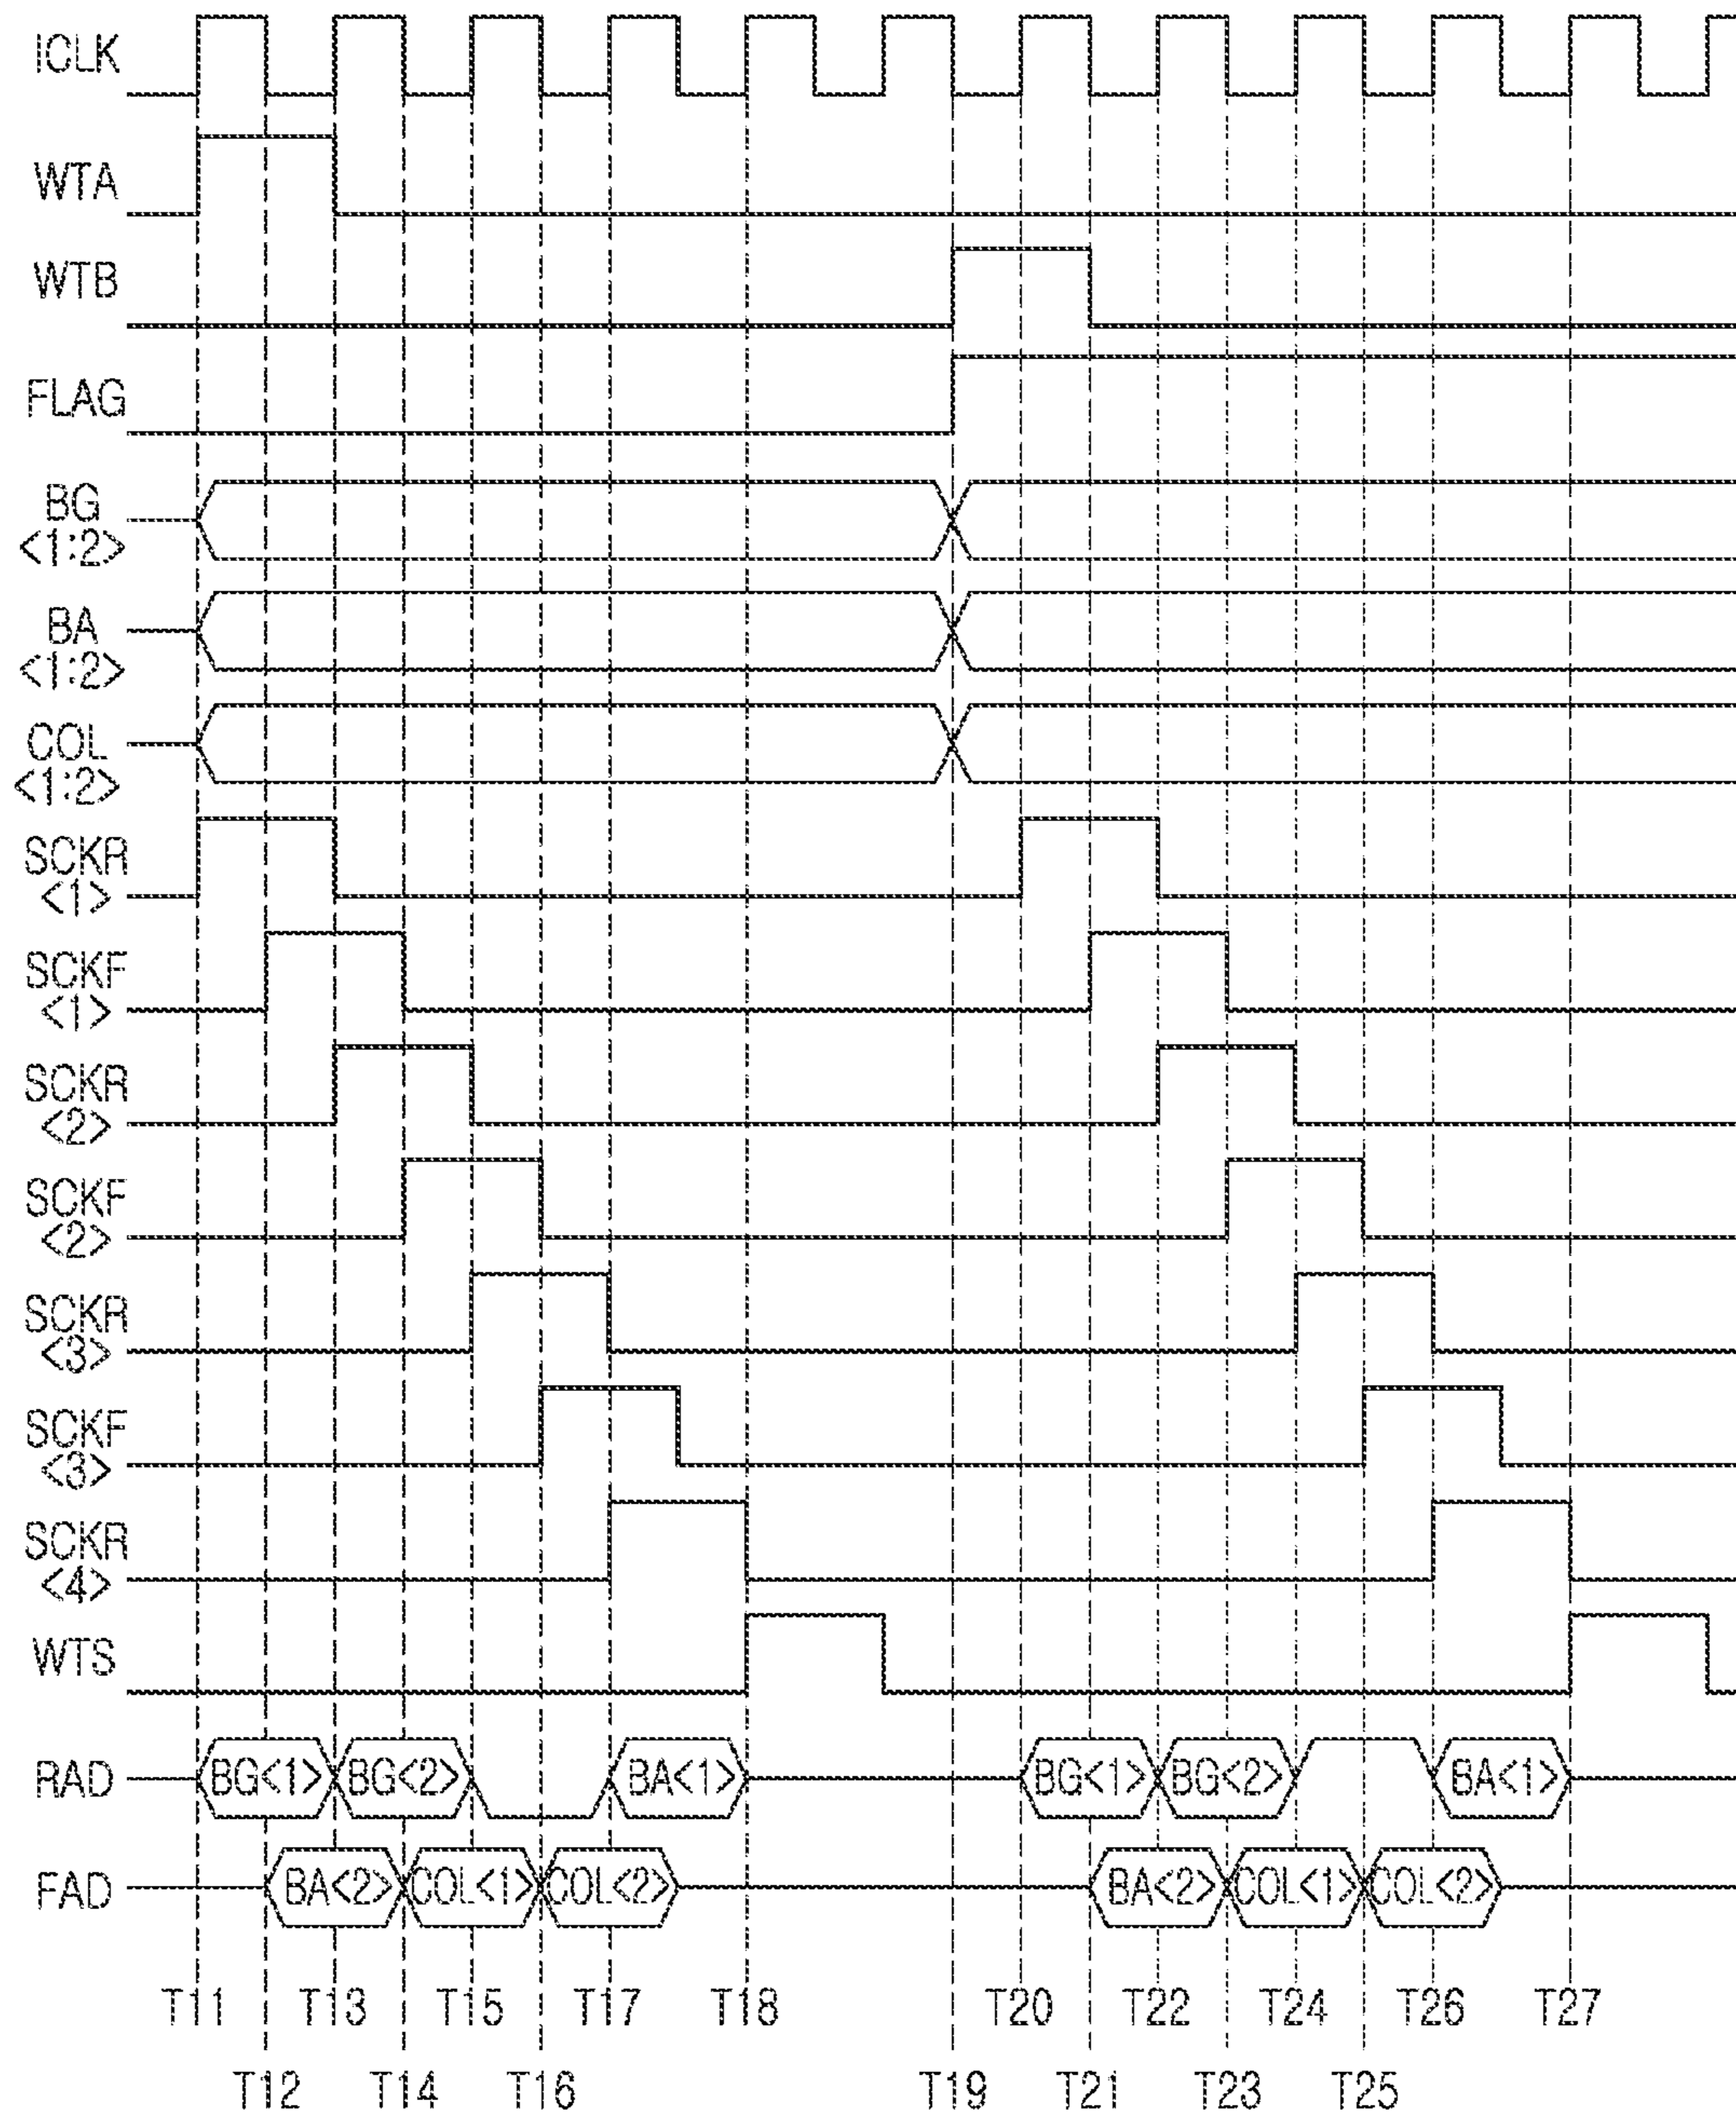 ICLK
WTA
WTB
FLAG
BG
<1:2>
BA
<1:2>
COL
<1:2>
SCKR
<1>
SCKF
<1>
SCKR
<2>
SCKF
<2>
SCKR
<3>
SCKF
<3>
SCKR
<4>
WTS
RAD BG<1> BG<2> BA<1> BG<1> BG<2> BA<1>
FAD BA<2> COL<1> COL<2> BA<2> COL<1> COL<2>
T11 T13 T15 T17 T18 T20 T22 T24 T26 T27
T12 T14 T16 T19 T21 T23 T25